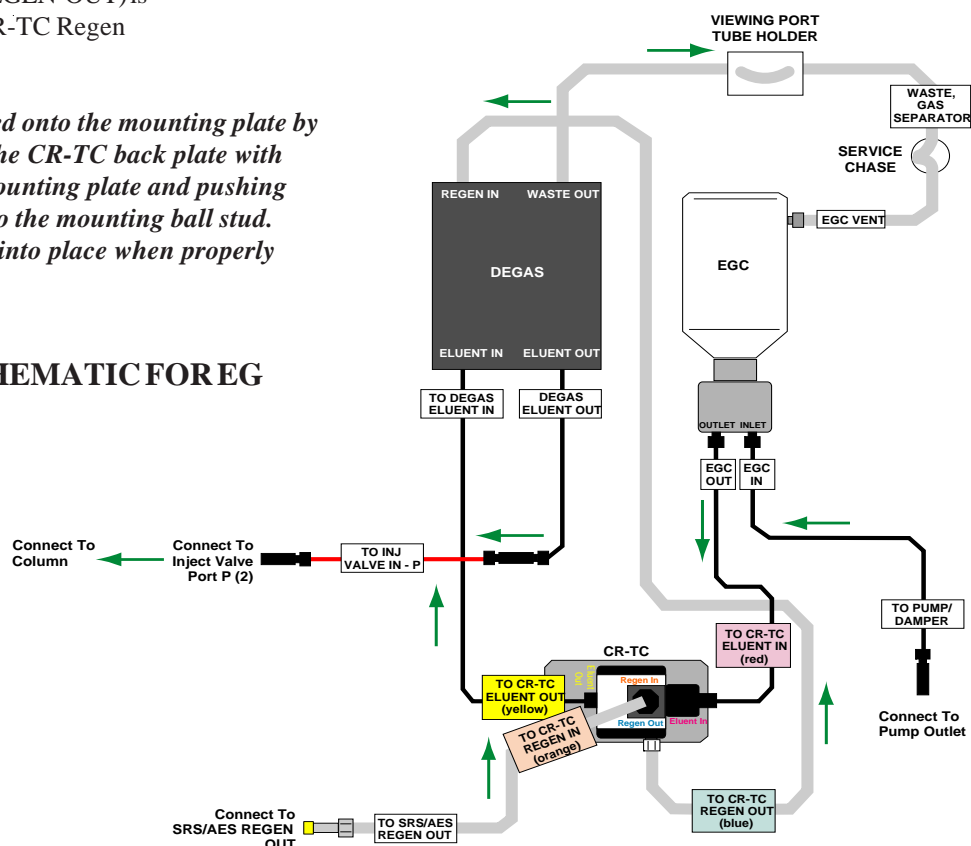 EGEN OUT)is
R-TC Regen
ed onto the mounting plate by
he CR-TC back plate with
ounting plate and pushing
o the mounting ball stud.
into place when properly
HEMATIC FOR EG
VIEWING PORT
TUBE HOLDER
WASTE,
GAS
SEPARATOR
SERVICE
CHASE
EGC VENT
REGEN IN
WASTE OUT
DEGAS
EGC
ELUENT IN
ELUENT OUT
TO DEGAS
ELUENT IN
DEGAS
ELUENT OUT
OUTLET
INLET
EGC
OUT
EGC
IN
Connect To
Column
Connect To
Inject Valve
Port P (2)
TO INJ
VALVE IN - P
TO PUMP/
DAMPER
Connect To
Pump Outlet
TO CR-TC
ELUENT IN
(red)
CR-TC
Eluent
Out
Regen In
Regen Out
Eluent In
TO CR-TC
ELUENT OUT
(yellow)
TO CR-TC
REGEN IN
(orange)
TO CR-TC
REGEN OUT
(blue)
Connect To
SRS/AES REGEN
OUT
TO SRS/AES
REGEN OUT